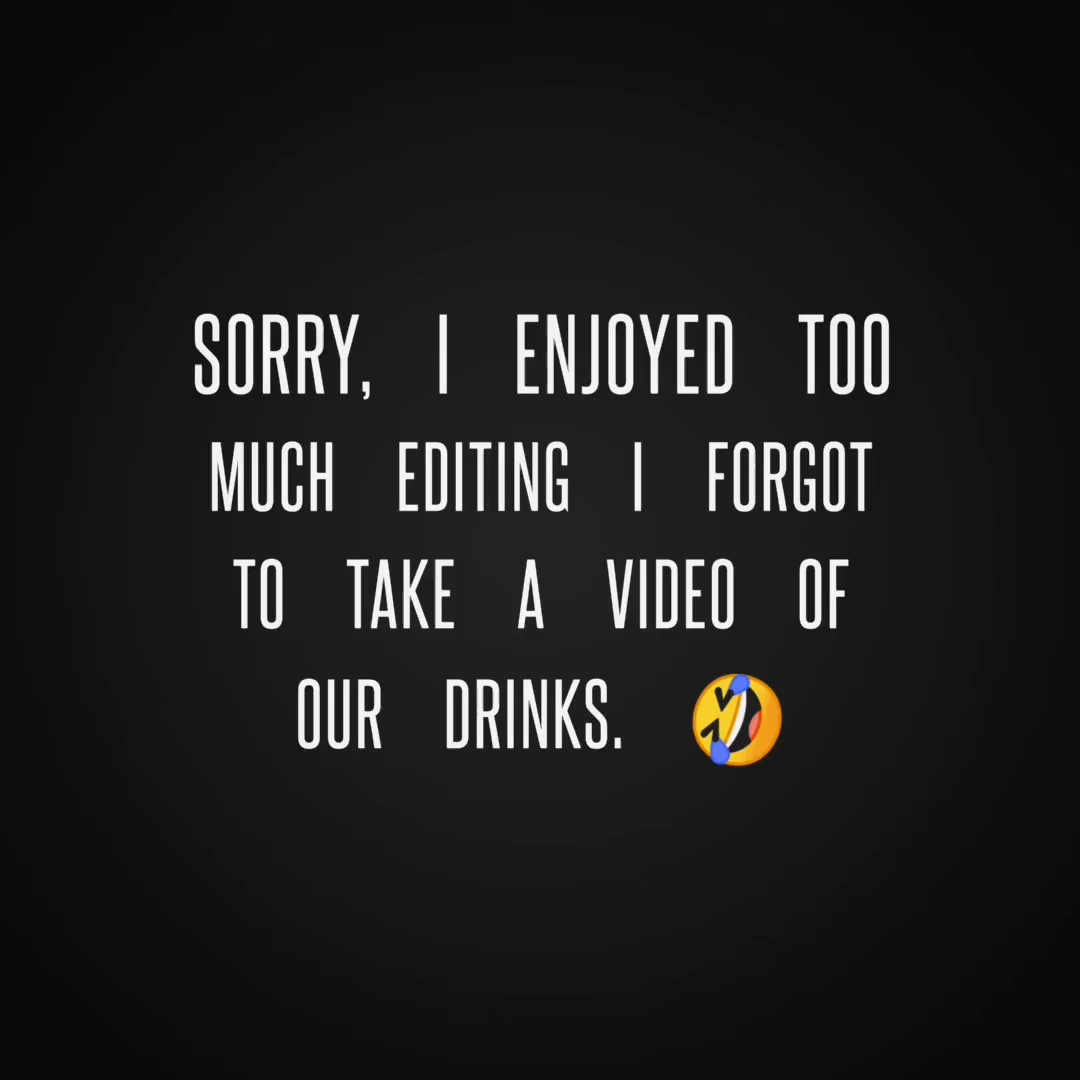 SORRY, I ENJOYED TOO
MUCH EDITING I FORGOT
TO TAKE A VIDEO OF
OUR DRINKS. 🤣